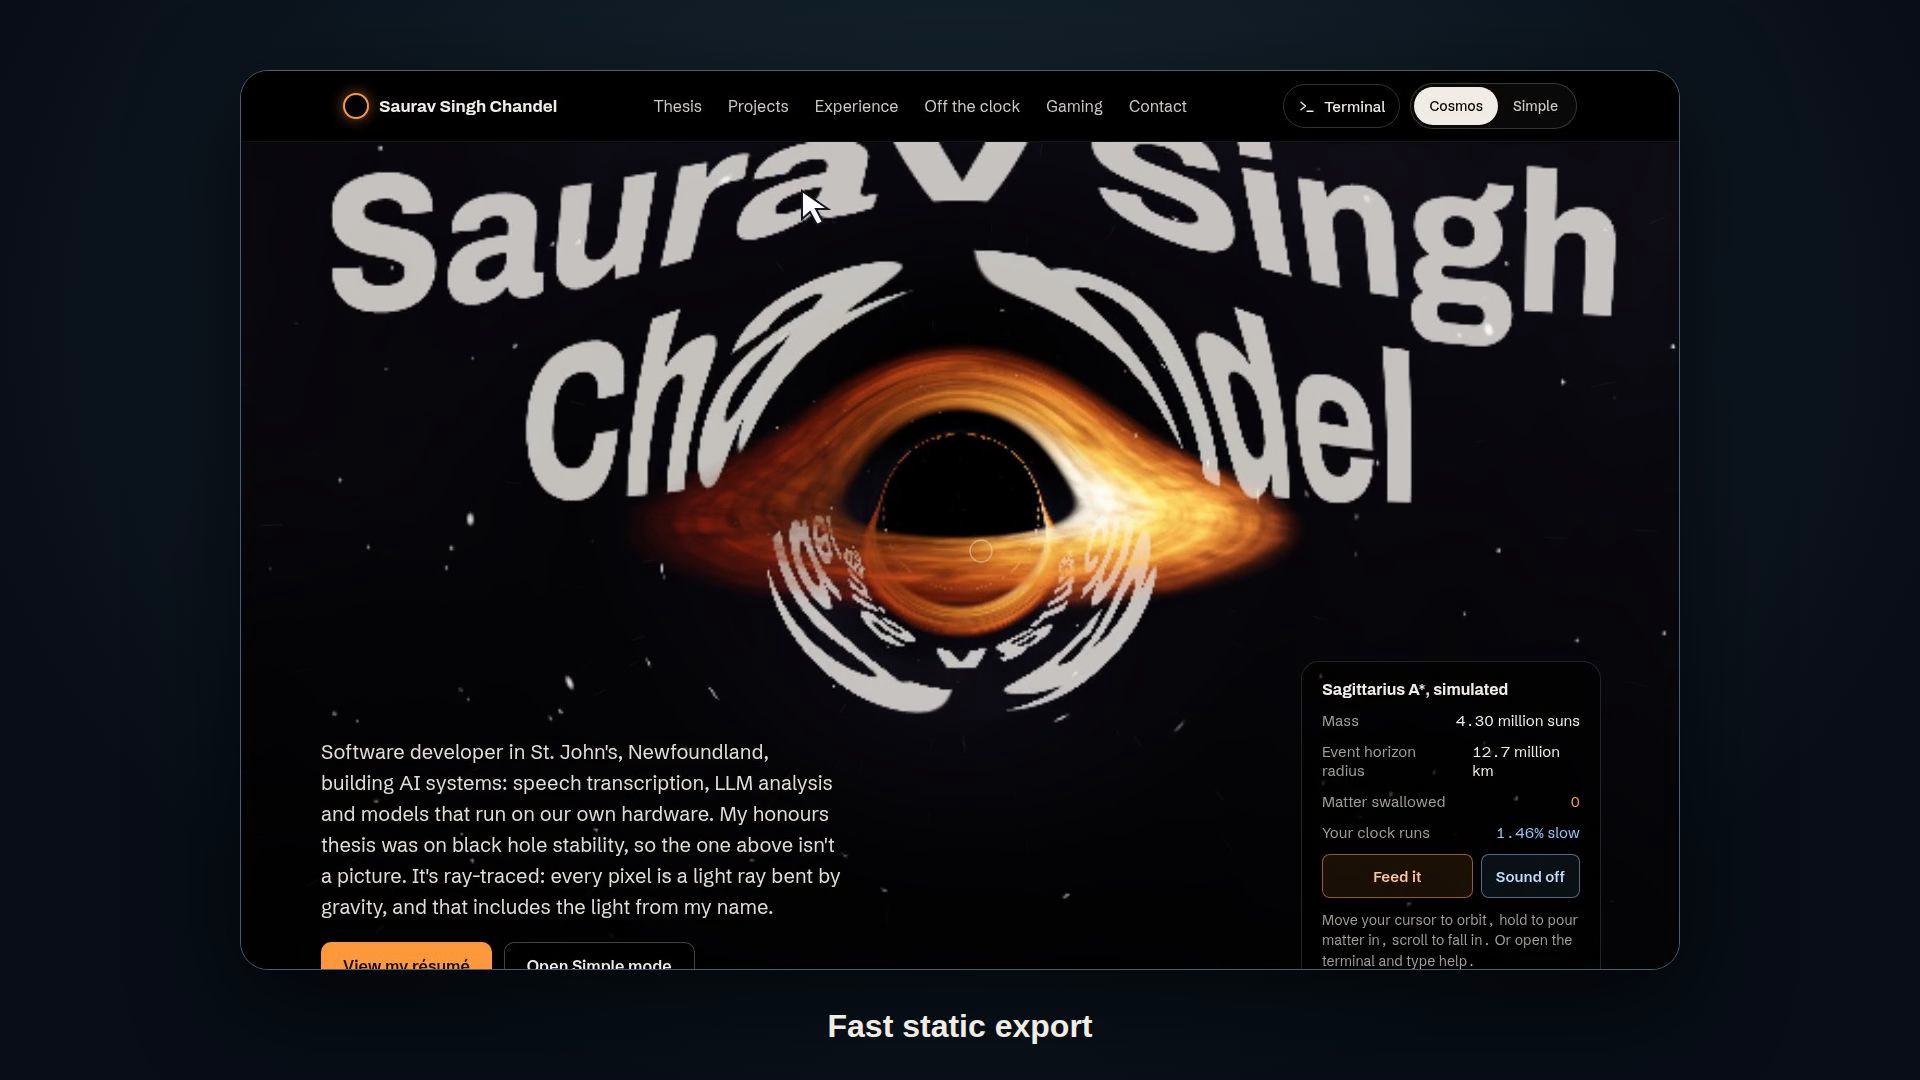 Saurav Singh Chandel
Thesis Projects Experience Off the clock Gaming Contact
Terminal
Cosmos Simple
Saurav Singh
Chandel
Software developer in St. John's, Newfoundland,
building AI systems: speech transcription, LLM analysis
and models that run on our own hardware. My honours
thesis was on black hole stability, so the one above isn't
a picture. It's ray-traced: every pixel is a light ray bent by
gravity, and that includes the light from my name.
View my résumé
Open Simple mode
Sagittarius A*, simulated
Mass 4.30 million suns
Event horizon radius 12.7 million km
Matter swallowed 0
Your clock runs 1.46% slow
Feed it
Sound off
Move your cursor to orbit, hold to pour
matter in, scroll to fall in. Or open the
terminal and type help.
Fast static export